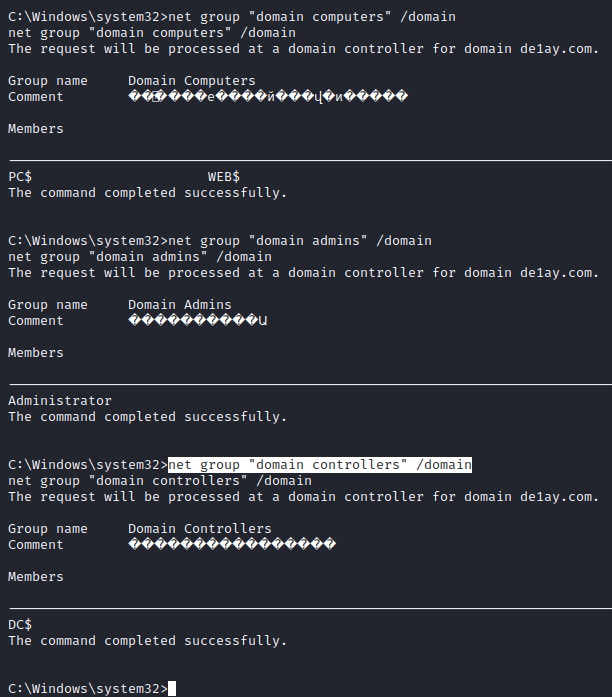 C:\Windows\system32>net group "domain computers" /domain
net group "domain computers" /domain
The request will be processed at a domain controller for domain de1ay.com.
Group name     Domain Computers
Comment
Members
PC$                      WEB$
The command completed successfully.
C:\Windows\system32>net group "domain admins" /domain
net group "domain admins" /domain
The request will be processed at a domain controller for domain de1ay.com.
Group name     Domain Admins
Comment
Members
Administrator
The command completed successfully.
C:\Windows\system32>net group "domain controllers" /domain
net group "domain controllers" /domain
The request will be processed at a domain controller for domain de1ay.com.
Group name     Domain Controllers
Comment        ��������������������
Members
DC$
The command completed successfully.
C:\Windows\system32>